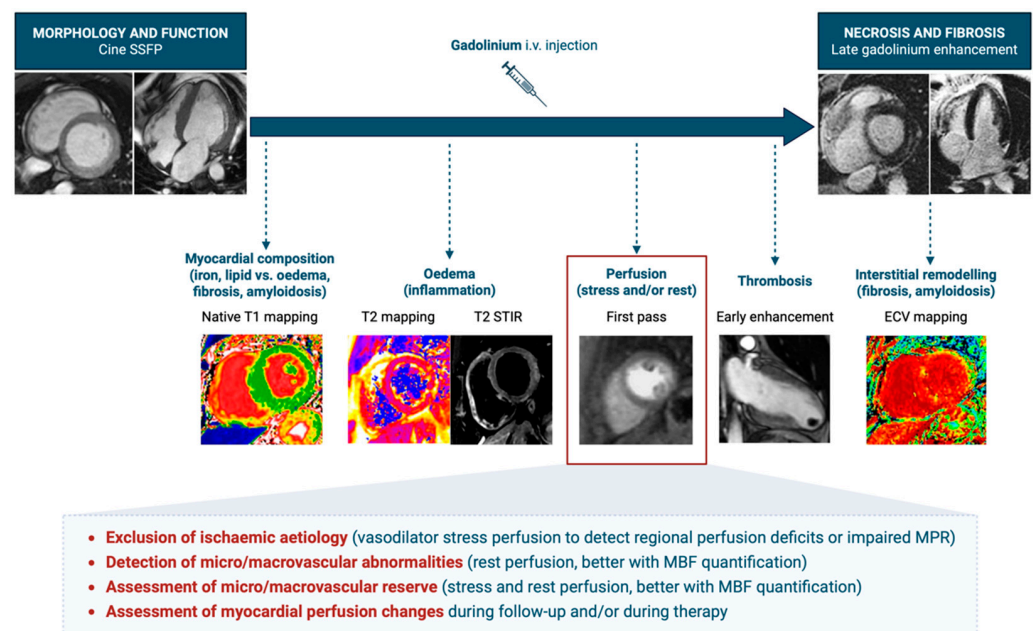 MORPHOLOGY AND FUNCTION
Cine SSFP
Gadolinium i.v. injection
NECROSIS AND FIBROSIS
Late gadolinium enhancement
Myocardial composition
(iron, lipid vs. oedema,
fibrosis, amyloidosis)
Native T1 mapping
Oedema
(inflammation)
T2 mapping
T2 STIR
Perfusion
(stress and/or rest)
First pass
Thrombosis
Early enhancement
Interstitial remodelling
(fibrosis, amyloidosis)
ECV mapping
• Exclusion of ischaemic aetiology (vasodilator stress perfusion to detect regional perfusion deficits or impaired MPR)
• Detection of micro/macrovascular abnormalities (rest perfusion, better with MBF quantification)
• Assessment of micro/macrovascular reserve (stress and rest perfusion, better with MBF quantification)
• Assessment of myocardial perfusion changes during follow-up and/or during therapy